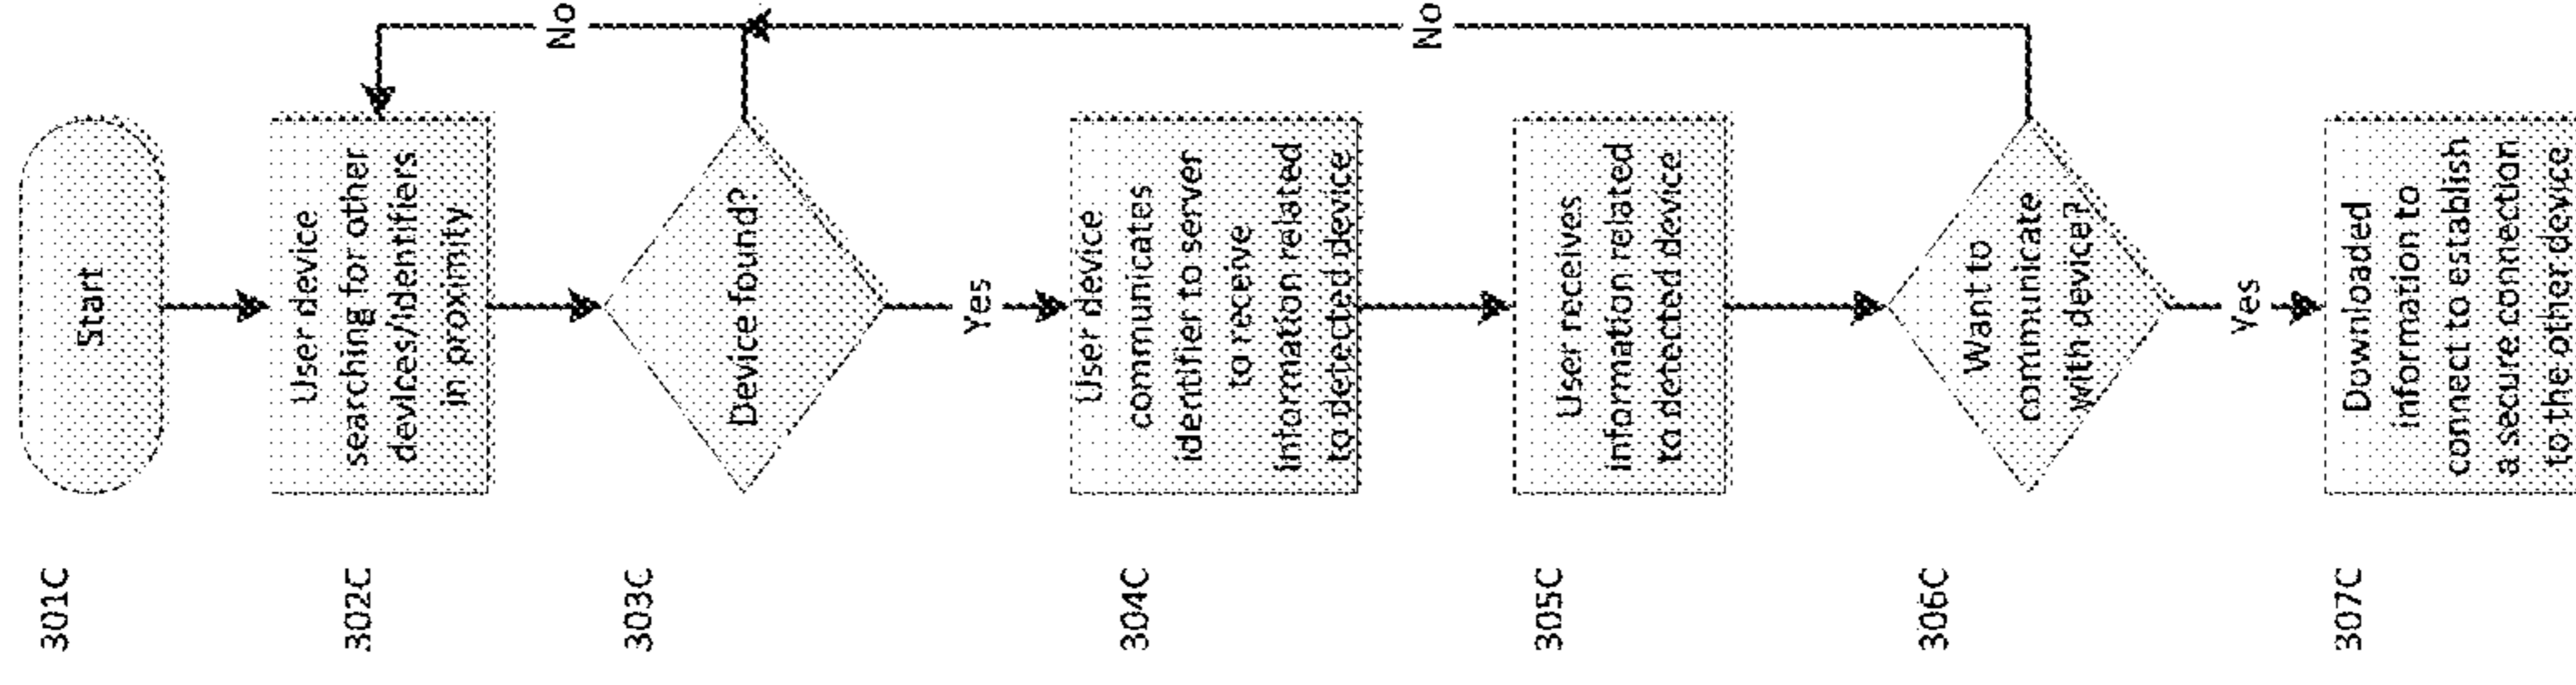 301C
Start
302C
User device
searching for other
devices/identifiers
in proximity
No
303C
Device found?
Yes
304C
User device
communicates
identifier to server
to receive
information related
to detected device
No
305C
User receives
information related
to detected device
306C
Want to
communicate
with device?
Yes
307C
Downloaded
information to
connect to establish
a secure connection
to the other device